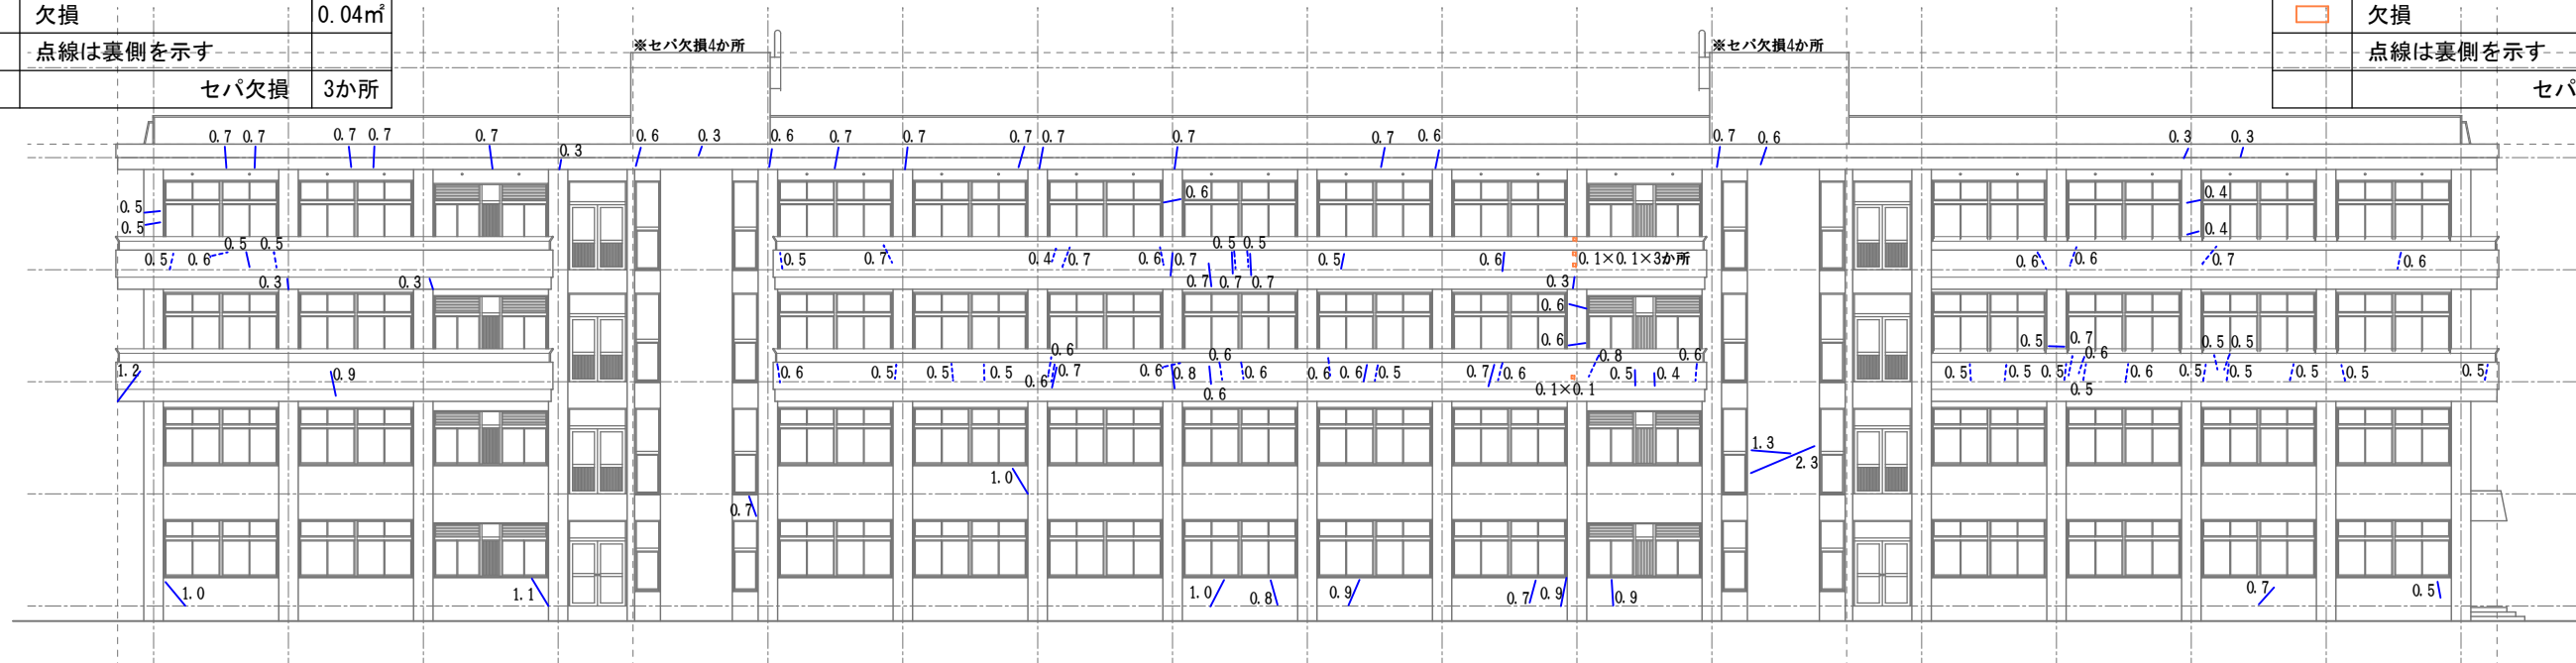 欠損 0.04㎡
点線は裏側を示す
セパ欠損 3か所
欠損
点線は裏側を示す
セパ
※セパ欠損4か所 ※セパ欠損4か所
0.7 0.7 0.7 0.7 0.7 0.3 0.6 0.3 0.6 0.7 0.7 0.7 0.7 0.7 0.7 0.6 0.7 0.6 0.3 0.3
0.5 0.6 0.4
0.5 0.4
0.5 0.5 0.5 0.5
0.5 0.6 0.5 0.7 0.4 0.7 0.6 0.7 0.5 0.6 0.1×0.1×3か所 0.6 0.6 0.7 0.6
0.3 0.3 0.7 0.7 0.7 0.3
0.6
0.6 0.5 0.7 0.5 0.5
0.6 0.6 0.8 0.6 0.6
1.2 0.9 0.6 0.5 0.5 0.5 0.6 0.7 0.6 0.8 0.6 0.6 0.6 0.5 0.7 0.6 0.5 0.4 0.5 0.5 0.5 0.6 0.5 0.5 0.5 0.5 0.5
0.6 0.1×0.1 0.5
1.3
2.3
1.0
0.7
1.0 1.1 1.0 0.8 0.9 0.7 0.9 0.9 0.7 0.5